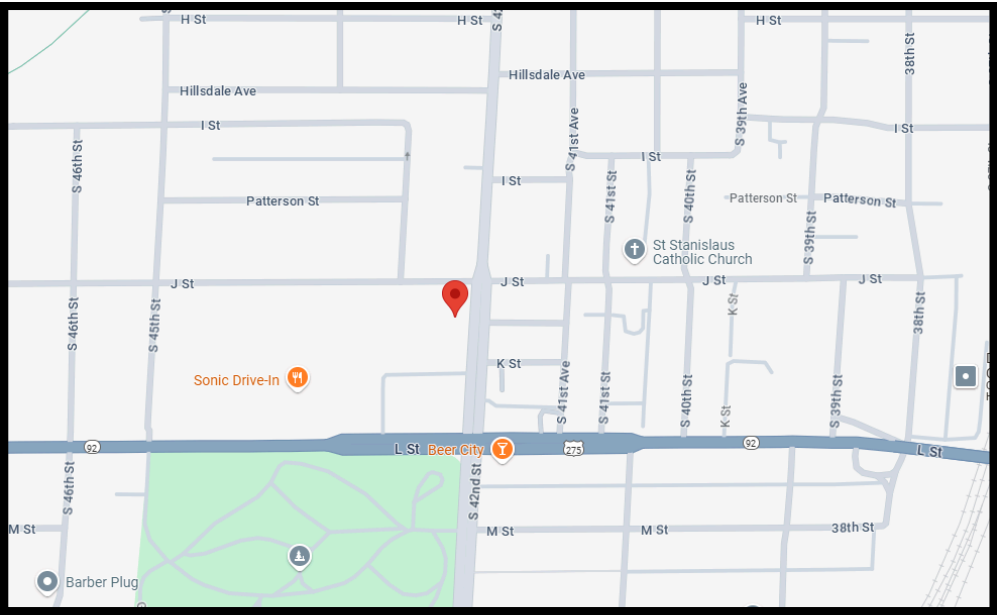 H St
H St
S 42
H St
38th St
Hillsdale Ave
Hillsdale Ave
S 39th Ave
I St
I St
S 41st Ave
I St
S 46th St
I St
S 41st St
S 40th St
Patterson St
Patterson St
Patterson St
S 39th St
St Stanislaus
Catholic Church
J St
J St
J St
J St
K St
S 46th St
S 45th St
38th St
K St
Sonic Drive-In
S 41st Ave
S 41st St
S 40th St
K St
S 39th St
92
L St
Beer City
275
92
L St
S 46th St
S 42nd St
M St
M St
M St
38th St
Barber Plug